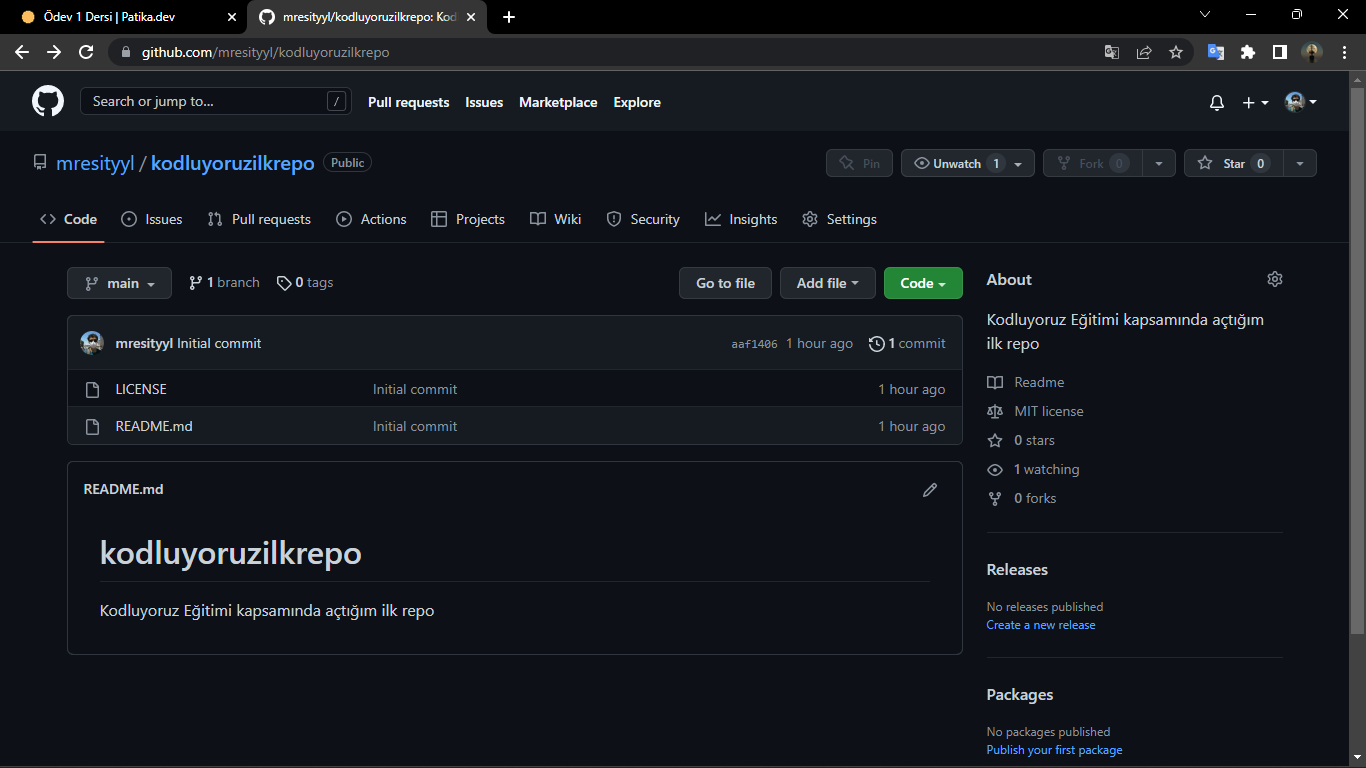 Ödev 1 Dersi | Patika.dev
mresityyl/kodluyoruzilkrepo: Kod
github.com/mresityyl/kodluyoruzilkrepo
Search or jump to... /
Pull requests Issues Marketplace Explore
mresityyl / kodluyoruzilkrepo Public
Pin Unwatch 1 Fork 0 Star 0
Code Issues Pull requests Actions Projects Wiki Security Insights Settings
main 1 branch 0 tags Go to file Add file Code
mresityyl Initial commit aaf1406 1 hour ago 1 commit
LICENSE Initial commit 1 hour ago
README.md Initial commit 1 hour ago
README.md
kodluyoruzilkrepo
Kodluyoruz Eğitimi kapsamında açtığım ilk repo
About
Kodluyoruz Eğitimi kapsamında açtığım
ilk repo
Readme
MIT license
0 stars
1 watching
0 forks
Releases
No releases published
Create a new release
Packages
No packages published
Publish your first package